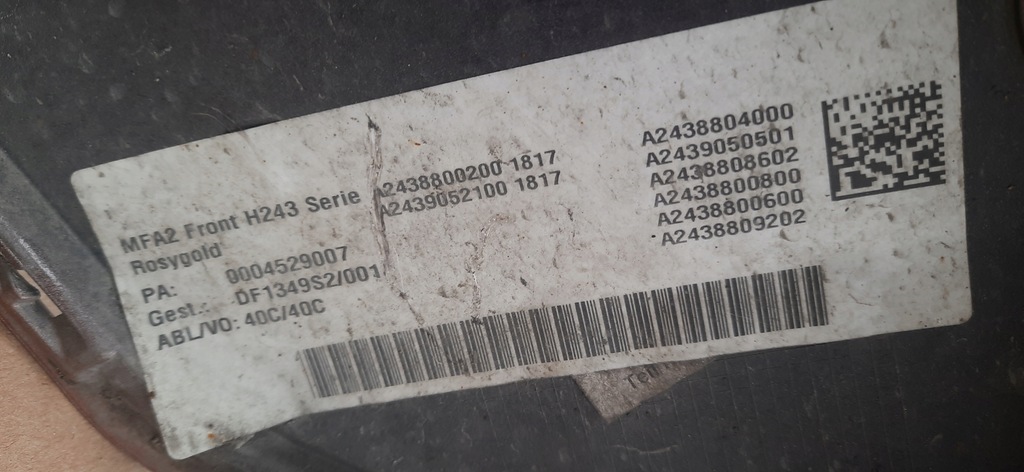 MFA2 Front H243 Serie A2438800200 1817
Rosygold A2439052100 1817
PA: 0004529007
Gest.: DF1349S2/001
ABL/VO: 40C/40C
A2438804000
A2439050501
A2438808602
A2438800800
A2438800600
A2438809202